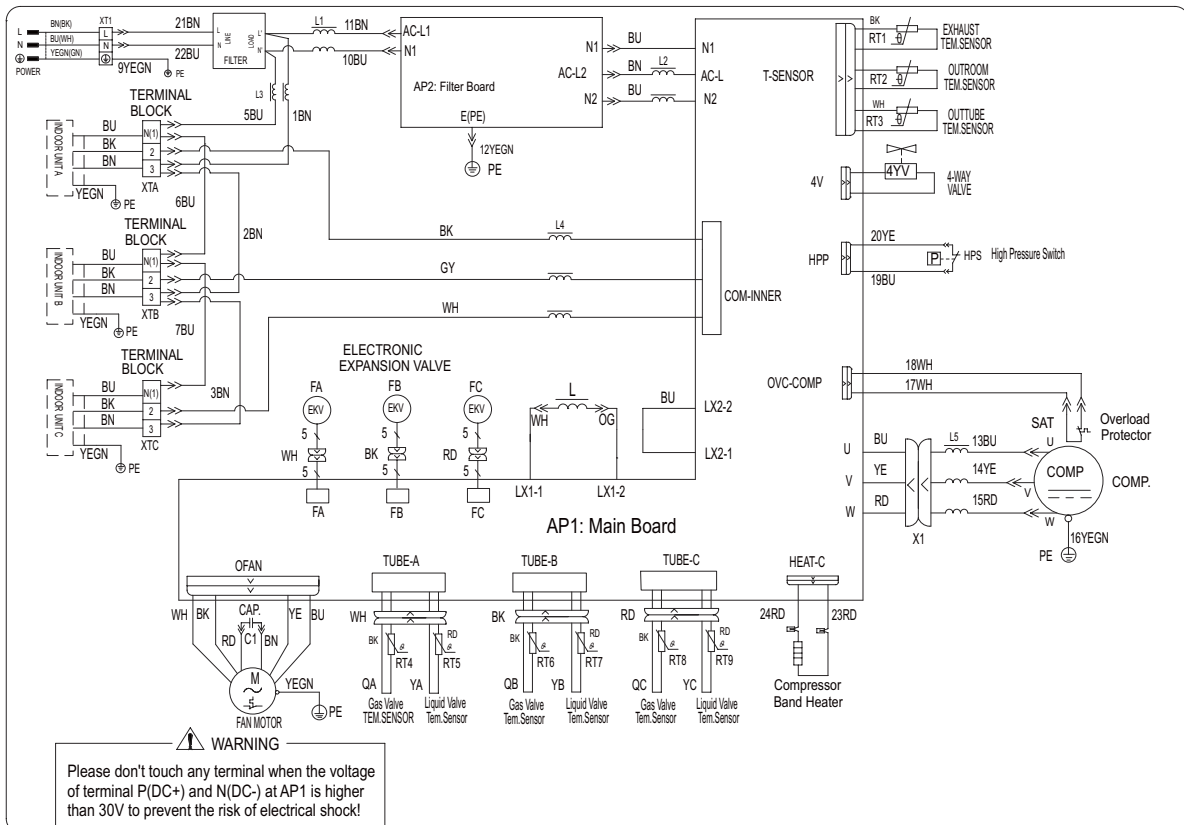 L
BN(BK)
XT1
L
N
BU(WH)
N
YEGN(GN)
POWER
9YEGN
PE
21BN
22BU
L
N
LINE
LOAD
L'
N'
FILTER
L1
11BN
10BU
L3
5BU
1BN
AC-L1
N1
N1
AC-L2
N2
AP2: Filter Board
E(PE)
12YEGN
PE
BU
BN
L2
BU
N1
AC-L
N2
T-SENSOR
BK
RT1
θ
EXHAUST
TEM.SENSOR
RT2
θ
OUTROOM
TEM.SENSOR
WH
RT3
θ
OUTTUBE
TEM.SENSOR
4V
4YV
4-WAY
VALVE
HPP
20YE
P
HPS
High Pressure Switch
19BU
TERMINAL
BLOCK
INDOOR UNIT A
BU
BK
BN
YEGN
PE
N(1)
2
3
XTA
6BU
2BN
TERMINAL
BLOCK
INDOOR UNIT B
BU
BK
BN
YEGN
PE
N(1)
2
3
XTB
7BU
3BN
TERMINAL
BLOCK
INDOOR UNIT C
BU
BK
BN
YEGN
PE
N(1)
2
3
XTC
BK
L4
GY
WH
COM-INNER
ELECTRONIC
EXPANSION VALVE
FA
EKV
5
WH
5
FA
FB
EKV
5
BK
5
FB
FC
EKV
5
RD
5
FC
L
WH
OG
LX1-1
LX1-2
BU
LX2-2
LX2-1
OVC-COMP
18WH
17WH
SAT
Overload
Protector
U
V
W
BU
YE
RD
X1
L5
13BU
14YE
15RD
U
V
W
COMP
COMP.
16YEGN
PE
AP1: Main Board
OFAN
WH
BK
RD
CAP.
C1
BN
YE
BU
M
YEGN
PE
FAN MOTOR
TUBE-A
WH
BK
θ
RT4
RD
θ
RT5
QA
YA
Gas Valve
TEM.SENSOR
Liquid Valve
Tem.Sensor
TUBE-B
BK
BK
θ
RT6
RD
θ
RT7
QB
YB
Gas Valve
Tem.Sensor
Liquid Valve
Tem.Sensor
TUBE-C
RD
BK
θ
RT8
RD
θ
RT9
QC
YC
Gas Valve
Tem.Sensor
Liquid Valve
Tem.Sensor
HEAT-C
24RD
23RD
Compressor
Band Heater
WARNING
Please don't touch any terminal when the voltage
of terminal P(DC+) and N(DC-) at AP1 is higher
than 30V to prevent the risk of electrical shock!